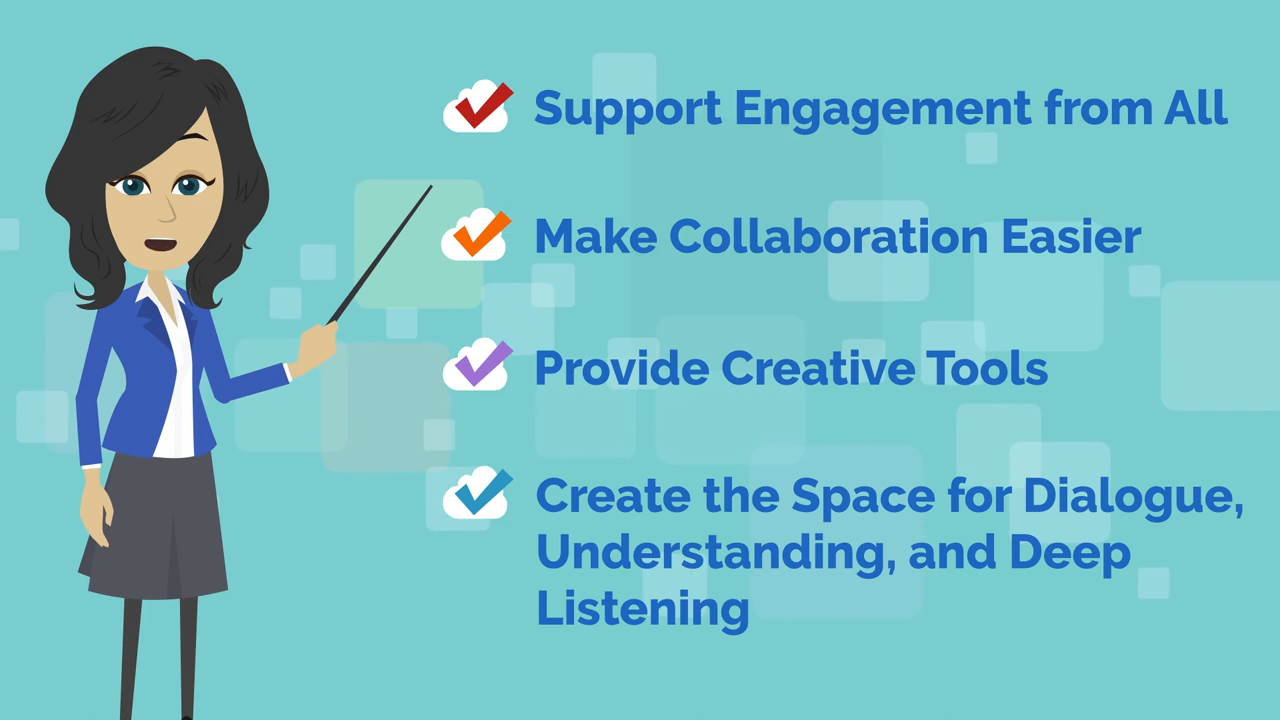 Support Engagement from All
Make Collaboration Easier
Provide Creative Tools
Create the Space for Dialogue,
Understanding, and Deep
Listening